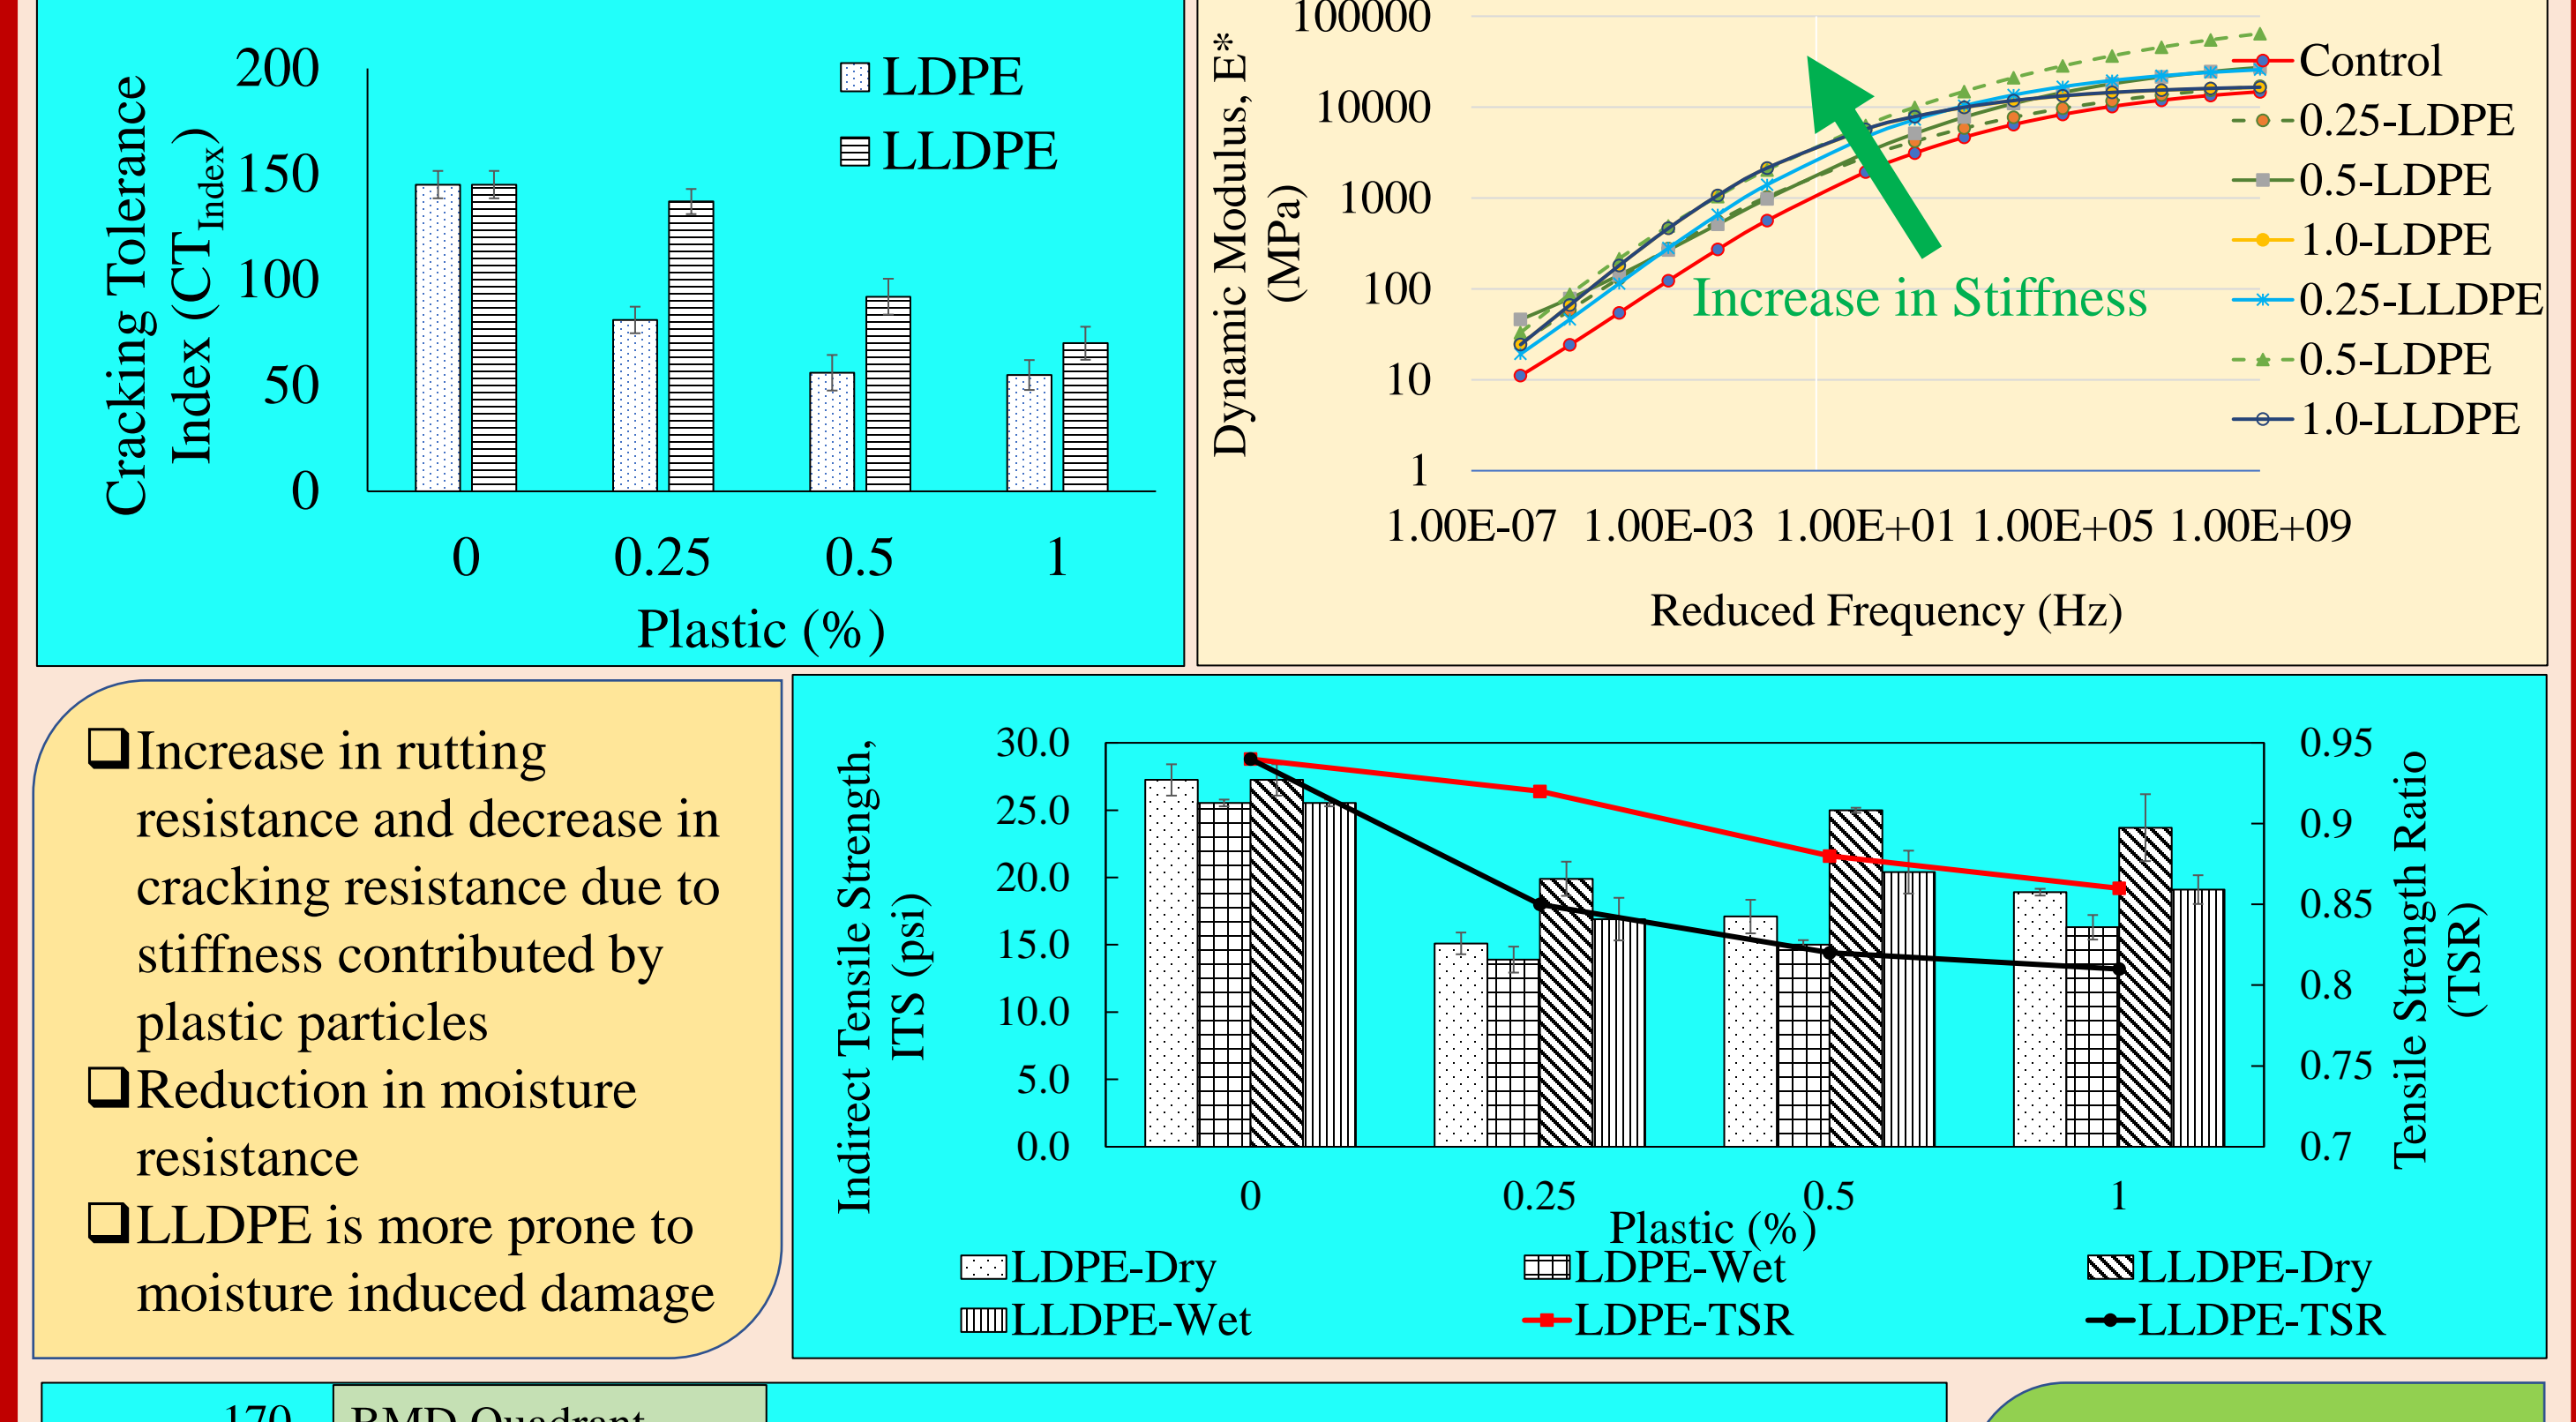 Cracking Tolerance
Index (CTIndex)
200
150
100
50
0
LDPE
LLDPE
0 0.25 0.5 1
Plastic (%)
Dynamic Modulus, E*
(MPa)
100000
10000
1000
100
10
1
Increase in Stiffness
Control
0.25-LDPE
0.5-LDPE
1.0-LDPE
0.25-LLDPE
0.5-LDPE
1.0-LLDPE
1.00E-07 1.00E-03 1.00E+01 1.00E+05 1.00E+09
Reduced Frequency (Hz)
❑Increase in rutting
resistance and decrease in
cracking resistance due to
stiffness contributed by
plastic particles
❑Reduction in moisture
resistance
❑LLDPE is more prone to
moisture induced damage
Indirect Tensile Strength,
ITS (psi)
30.0
25.0
20.0
15.0
10.0
5.0
0.0
0.95
0.9
0.85
0.8
0.75
0.7
Tensile Strength Ratio
(TSR)
0 0.25 0.5 1
Plastic (%)
LDPE-Dry LDPE-Wet LLDPE-Dry
LLDPE-Wet LDPE-TSR LLDPE-TSR
170
BMD Quadrant